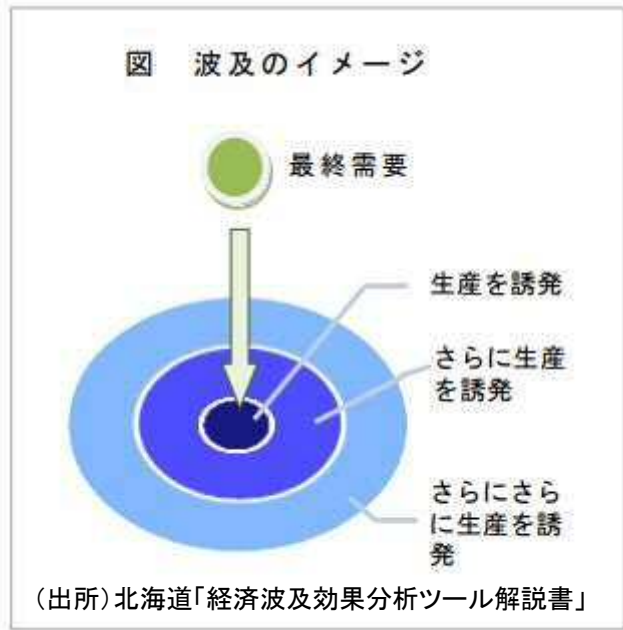 図 波及のイメージ
最終需要
生産を誘発
さらに生産
を誘発
さらにさら
に生産を誘
発
(出所)北海道「経済波及効果分析ツール解説書」